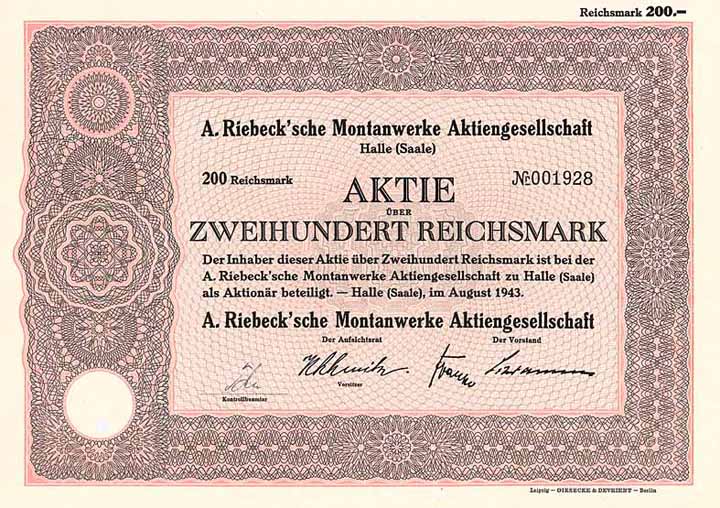 Reichsmark 200.—
A. Riebeck'sche Montanwerke Aktiengesellschaft
Halle (Saale)
200 Reichsmark
№ 001928
AKTIE
ÜBER
ZWEIHUNDERT REICHSMARK
Der Inhaber dieser Aktie über Zweihundert Reichsmark ist bei der
A. Riebeck'sche Montanwerke Aktiengesellschaft zu Halle (Saale)
als Aktionär beteiligt. — Halle (Saale), im August 1943.
A. Riebeck'sche Montanwerke Aktiengesellschaft
Der Aufsichtsrat
Der Vorstand
Kontrollbeamter
Vorsitzer
Leipzig — GIESECKE & DEVRIENT — Berlin